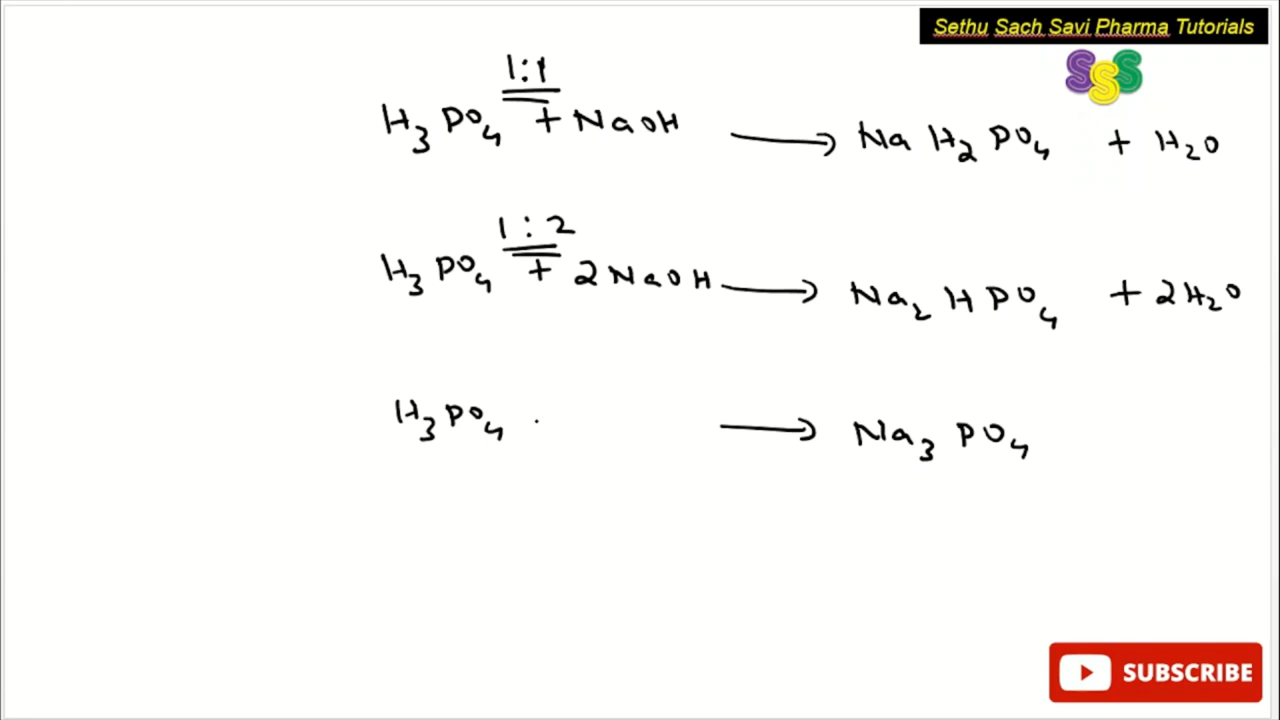 Sethu Sach Savi Pharma Tutorials
SSS
1:1
H₃PO₄ + NaOH → NaH₂PO₄ + H₂O
1:2
H₃PO₄ + 2NaOH → Na₂HPO₄ + 2H₂O
H₃PO₄ → Na₃PO₄
SUBSCRIBE